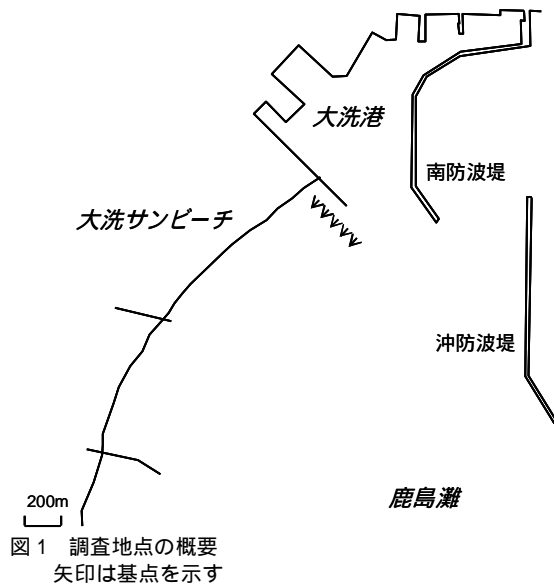 大洗港
南防波堤
大洗サンビーチ
沖防波堤
鹿島灘
200m
図1 調査地点の概要
矢印は基点を示す